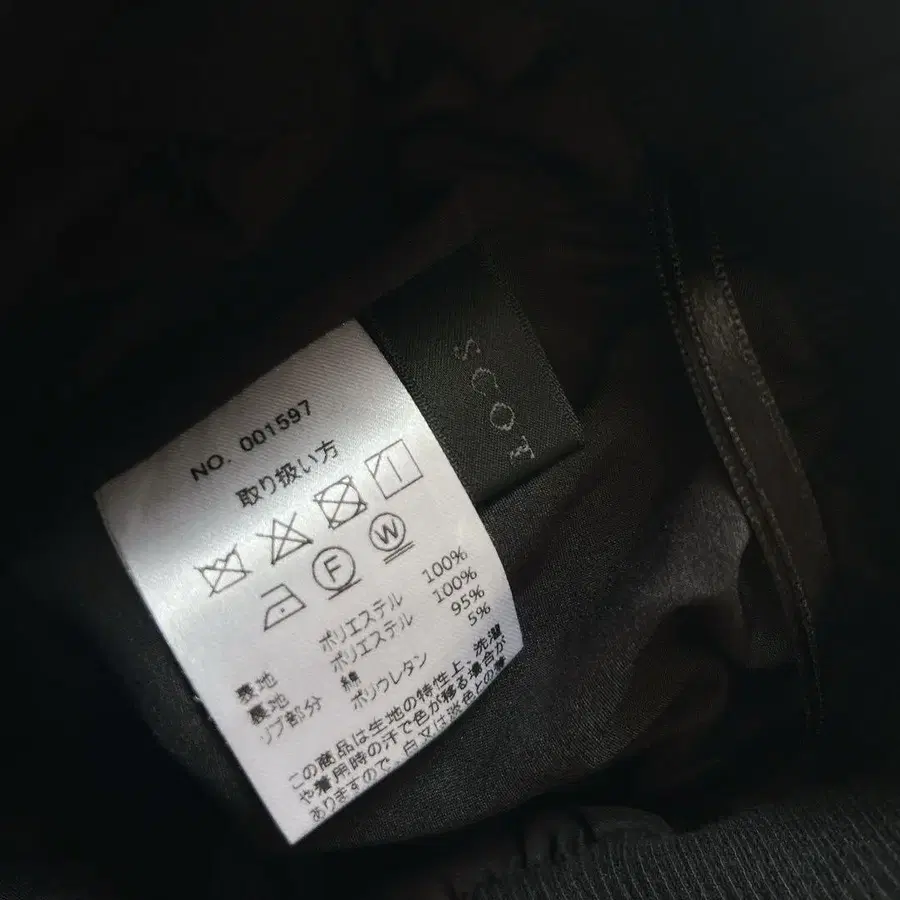 SCOT
NO. 001597
取り扱い方
F W
表地 ポリエステル 100%
裏地 ポリエステル 100%
リブ部分 綿 95%
ポリウレタン 5%
この商品は生地の特性上、洗濯
や着用時の汗で色が移る場合が
ありますので、白又は淡色との